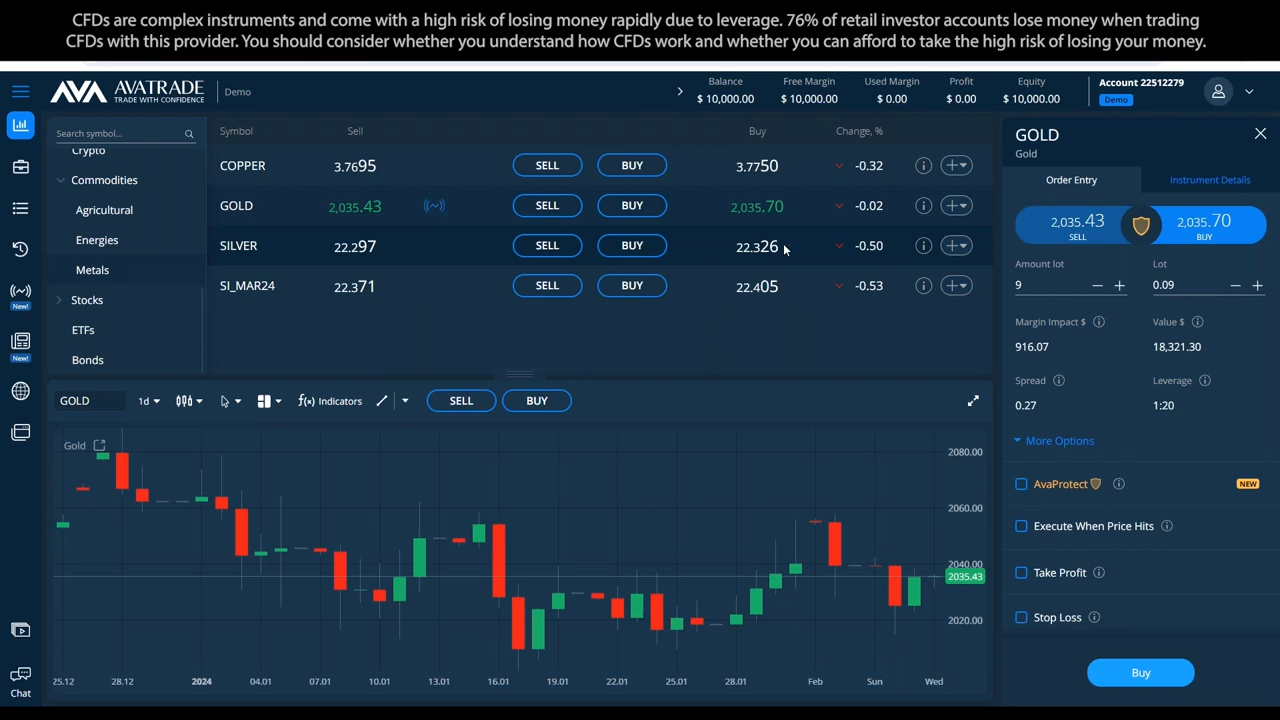 CFDs are complex instruments and come with a high risk of losing money rapidly due to leverage. 76% of retail investor accounts lose money when trading
CFDs with this provider. You should consider whether you understand how CFDs work and whether you can afford to take the high risk of losing your money.
AVA AVATRADE
TRADE WITH CONFIDENCE
Demo
Balance
$ 10,000.00
Free Margin
$ 10,000.00
Used Margin
$ 0.00
Profit
$ 0.00
Equity
$ 10,000.00
Account 22512279
Demo
New!
New!
Chat
Search symbol...
Crypto
Commodities
Agricultural
Energies
Metals
Stocks
ETFs
Bonds
Symbol Sell Buy Change, %
COPPER 3.7695 SELL BUY 3.7750 -0.32
GOLD 2,035.43 SELL BUY 2,035.70 -0.02
SILVER 22.297 SELL BUY 22.326 -0.50
SI_MAR24 22.371 SELL BUY 22.405 -0.53
GOLD 1d f(x) Indicators SELL BUY
Gold
2080.00
2060.00
2040.00
2035.43
2020.00
25.12 28.12 2024 04.01 07.01 10.01 13.01 16.01 19.01 22.01 25.01 28.01 Feb Sun Wed
GOLD
Gold
Order Entry Instrument Details
2,035.43 2,035.70
SELL BUY
Amount lot Lot
9 0.09
Margin Impact $ Value $
916.07 18,321.30
Spread Leverage
0.27 1:20
More Options
AvaProtect NEW
Execute When Price Hits
Take Profit
Stop Loss
Buy